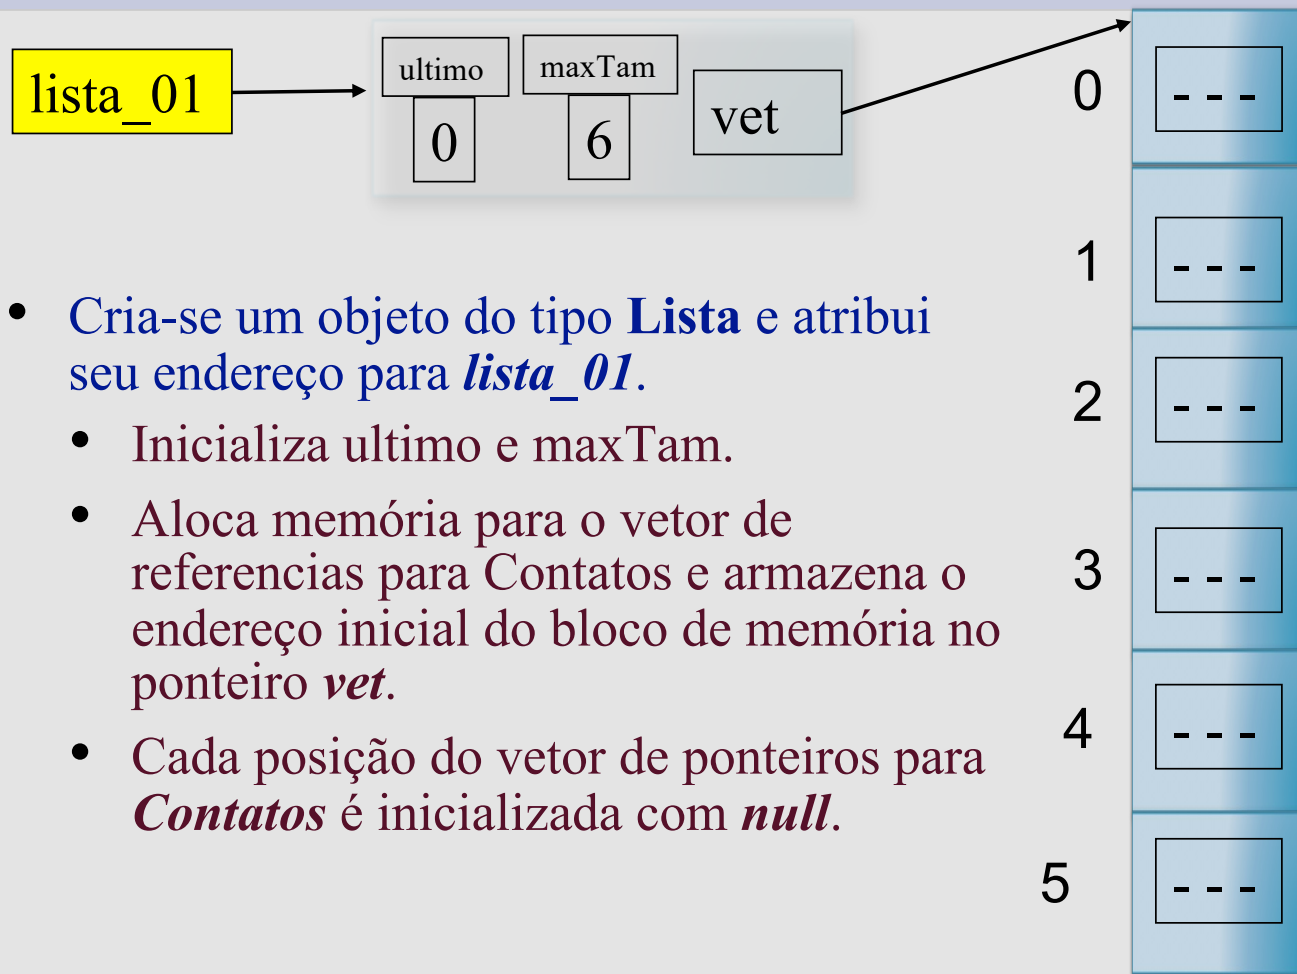 lista_01
ultimo
maxTam
vet
0
6
0
- - -
1
- - -
2
- - -
3
- - -
4
- - -
5
- - -
• Cria-se um objeto do tipo Lista e atribui
seu endereço para lista_01.
• Inicializa ultimo e maxTam.
• Aloca memória para o vetor de
referencias para Contatos e armazena o
endereço inicial do bloco de memória no
ponteiro vet.
• Cada posição do vetor de ponteiros para
Contatos é inicializada com null.